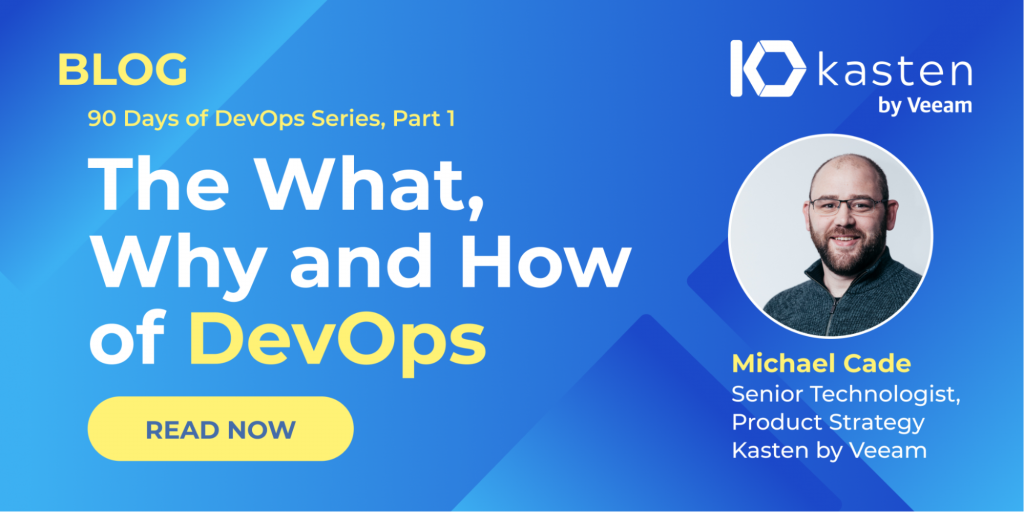 BLOG
90 Days of DevOps Series, Part 1
The What,
Why and How
of DevOps
READ NOW
kasten
by Veeam
Michael Cade
Senior Technologist,
Product Strategy
Kasten by Veeam